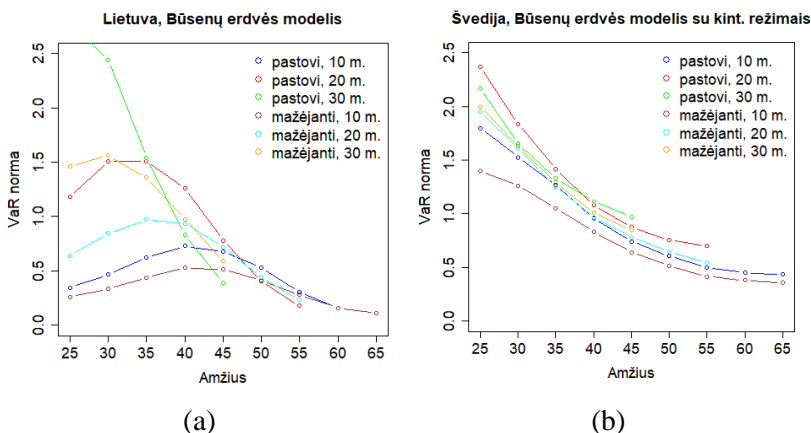 Lietuva, Būsenų erdvės modelis
VaR norma
2.5
2.0
1.5
1.0
0.5
0.0
pastovi, 10 m.
pastovi, 20 m.
pastovi, 30 m.
mažėjanti, 10 m.
mažėjanti, 20 m.
mažėjanti, 30 m.
25 30 35 40 45 50 55 60 65
Amžius
(a)
Švedija, Būsenų erdvės modelis su kint. režimais
VaR norma
2.5
2.0
1.5
1.0
0.5
0.0
pastovi, 10 m.
pastovi, 20 m.
pastovi, 30 m.
mažėjanti, 10 m.
mažėjanti, 20 m.
mažėjanti, 30 m.
25 30 35 40 45 50 55 60 65
Amžius
(b)